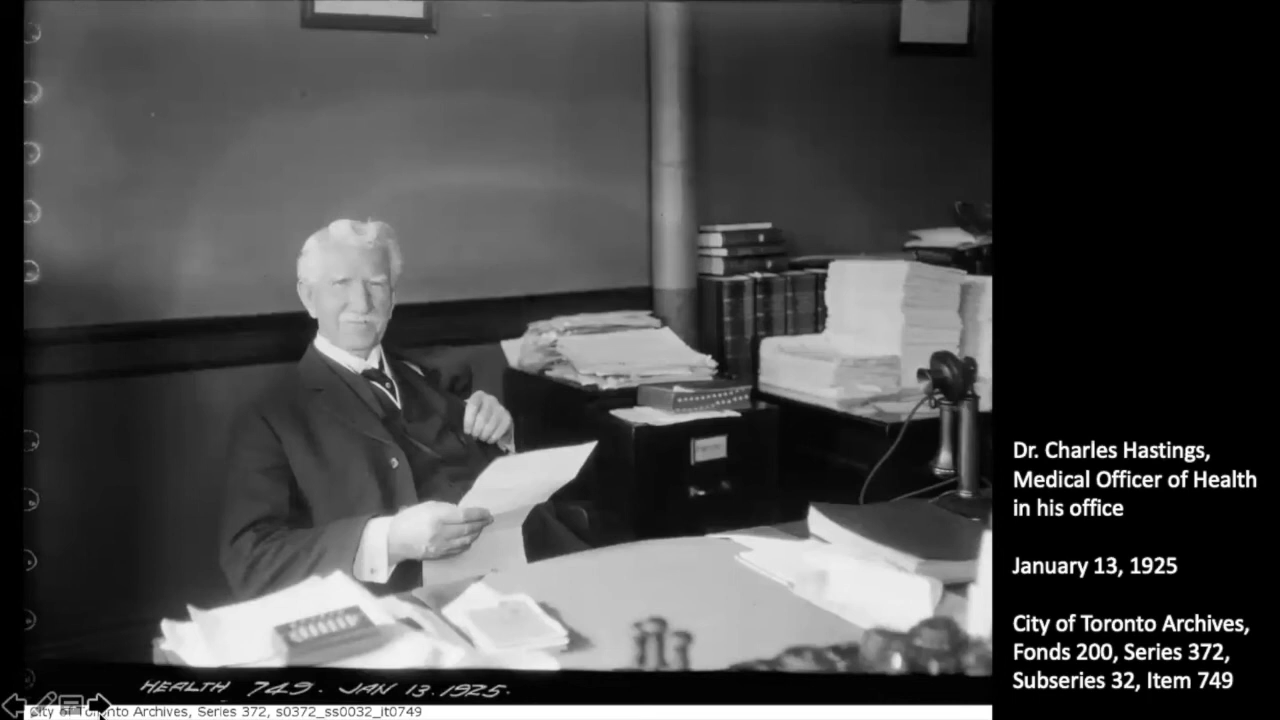 HEALTH 749. JAN 13. 1925.
City of Toronto Archives, Series 372, s0372_ss0032_it0749
Dr. Charles Hastings,
Medical Officer of Health
in his office
January 13, 1925
City of Toronto Archives,
Fonds 200, Series 372,
Subseries 32, Item 749